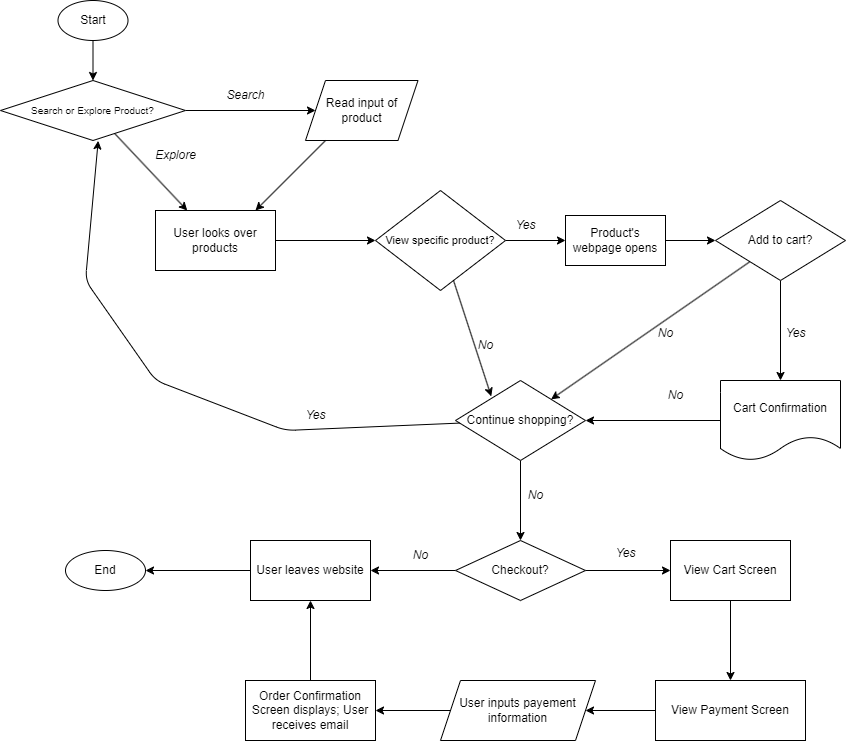 Start
Search
Search or Explore Product?
Read input of
product
Explore
User looks over
products
View specific product?
Yes
Product's
webpage opens
Add to cart?
No
No
Yes
Yes
Continue shopping?
No
Cart Confirmation
No
End
User leaves website
No
Checkout?
Yes
View Cart Screen
Order Confirmation
Screen displays; User
receives email
User inputs payement
information
View Payment Screen